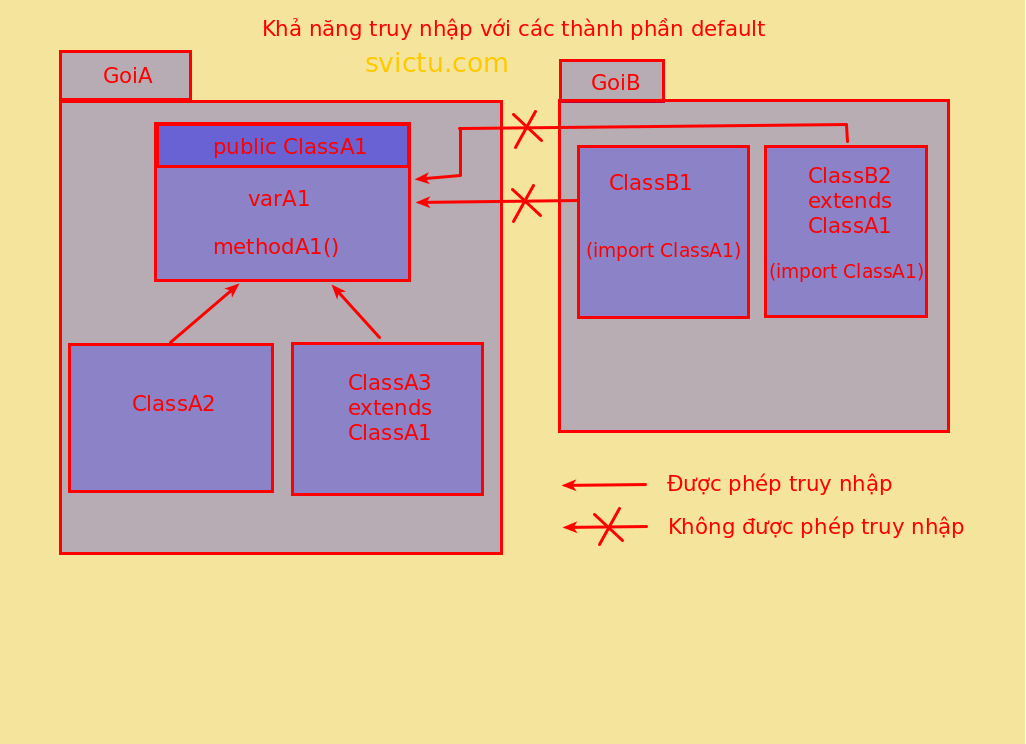 Khả năng truy nhập với các thành phần default
svictu.com
GoiA
public ClassA1
varA1
methodA1()
ClassA2
ClassA3
extends
ClassA1
GoiB
ClassB1
(import ClassA1)
ClassB2
extends
ClassA1
(import ClassA1)
Được phép truy nhập
Không được phép truy nhập